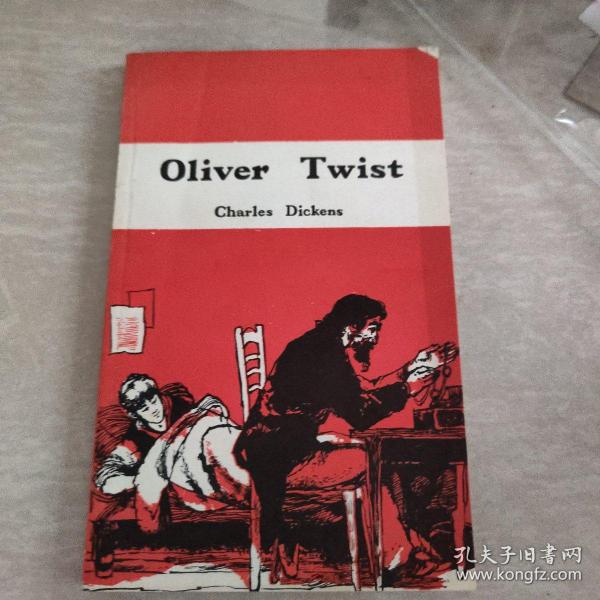 Oliver Twist
Charles Dickens
孔夫子旧书网
www.kongfz.com